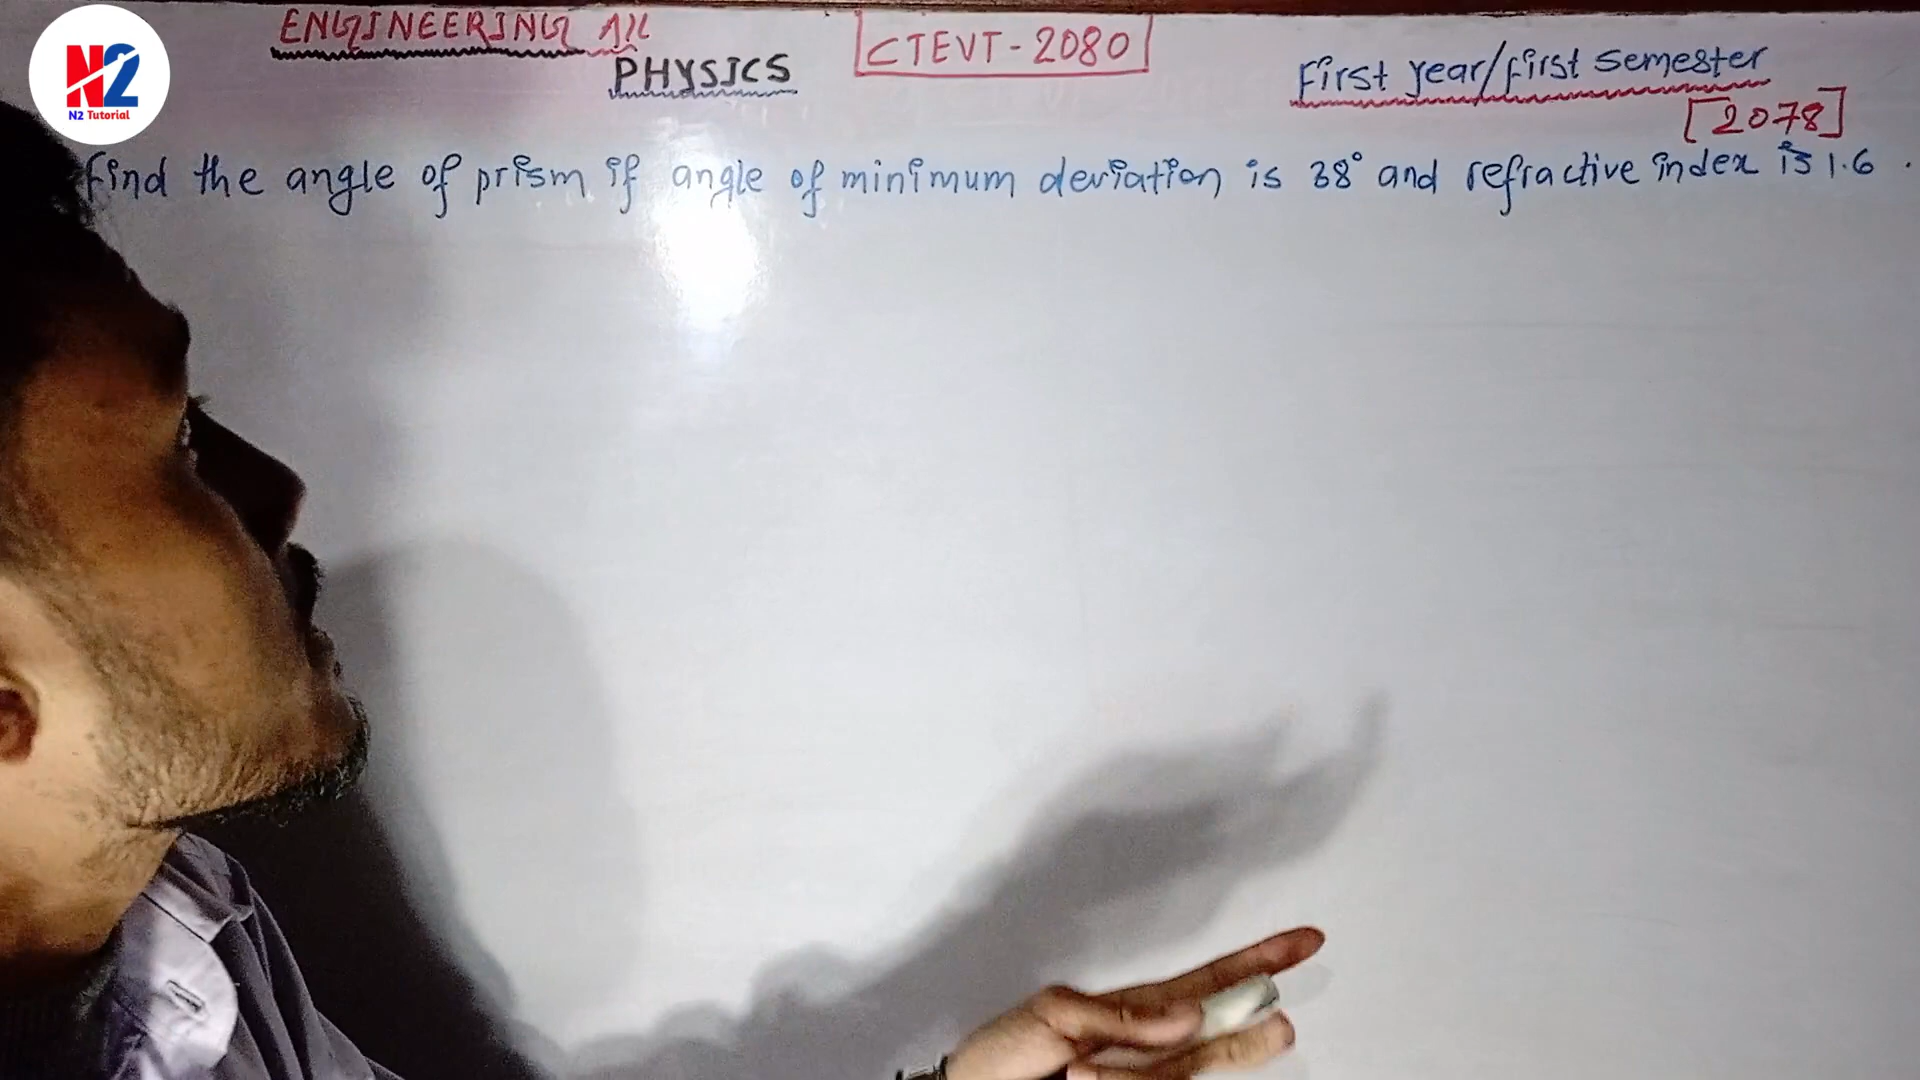 N2
N2 Tutorial
ENGINEERING All
PHYSICS
CTEVT - 2080
First year/first semester
[2078]
find the angle of prism if angle of minimum deviation is 38° and refractive index is 1.6 .